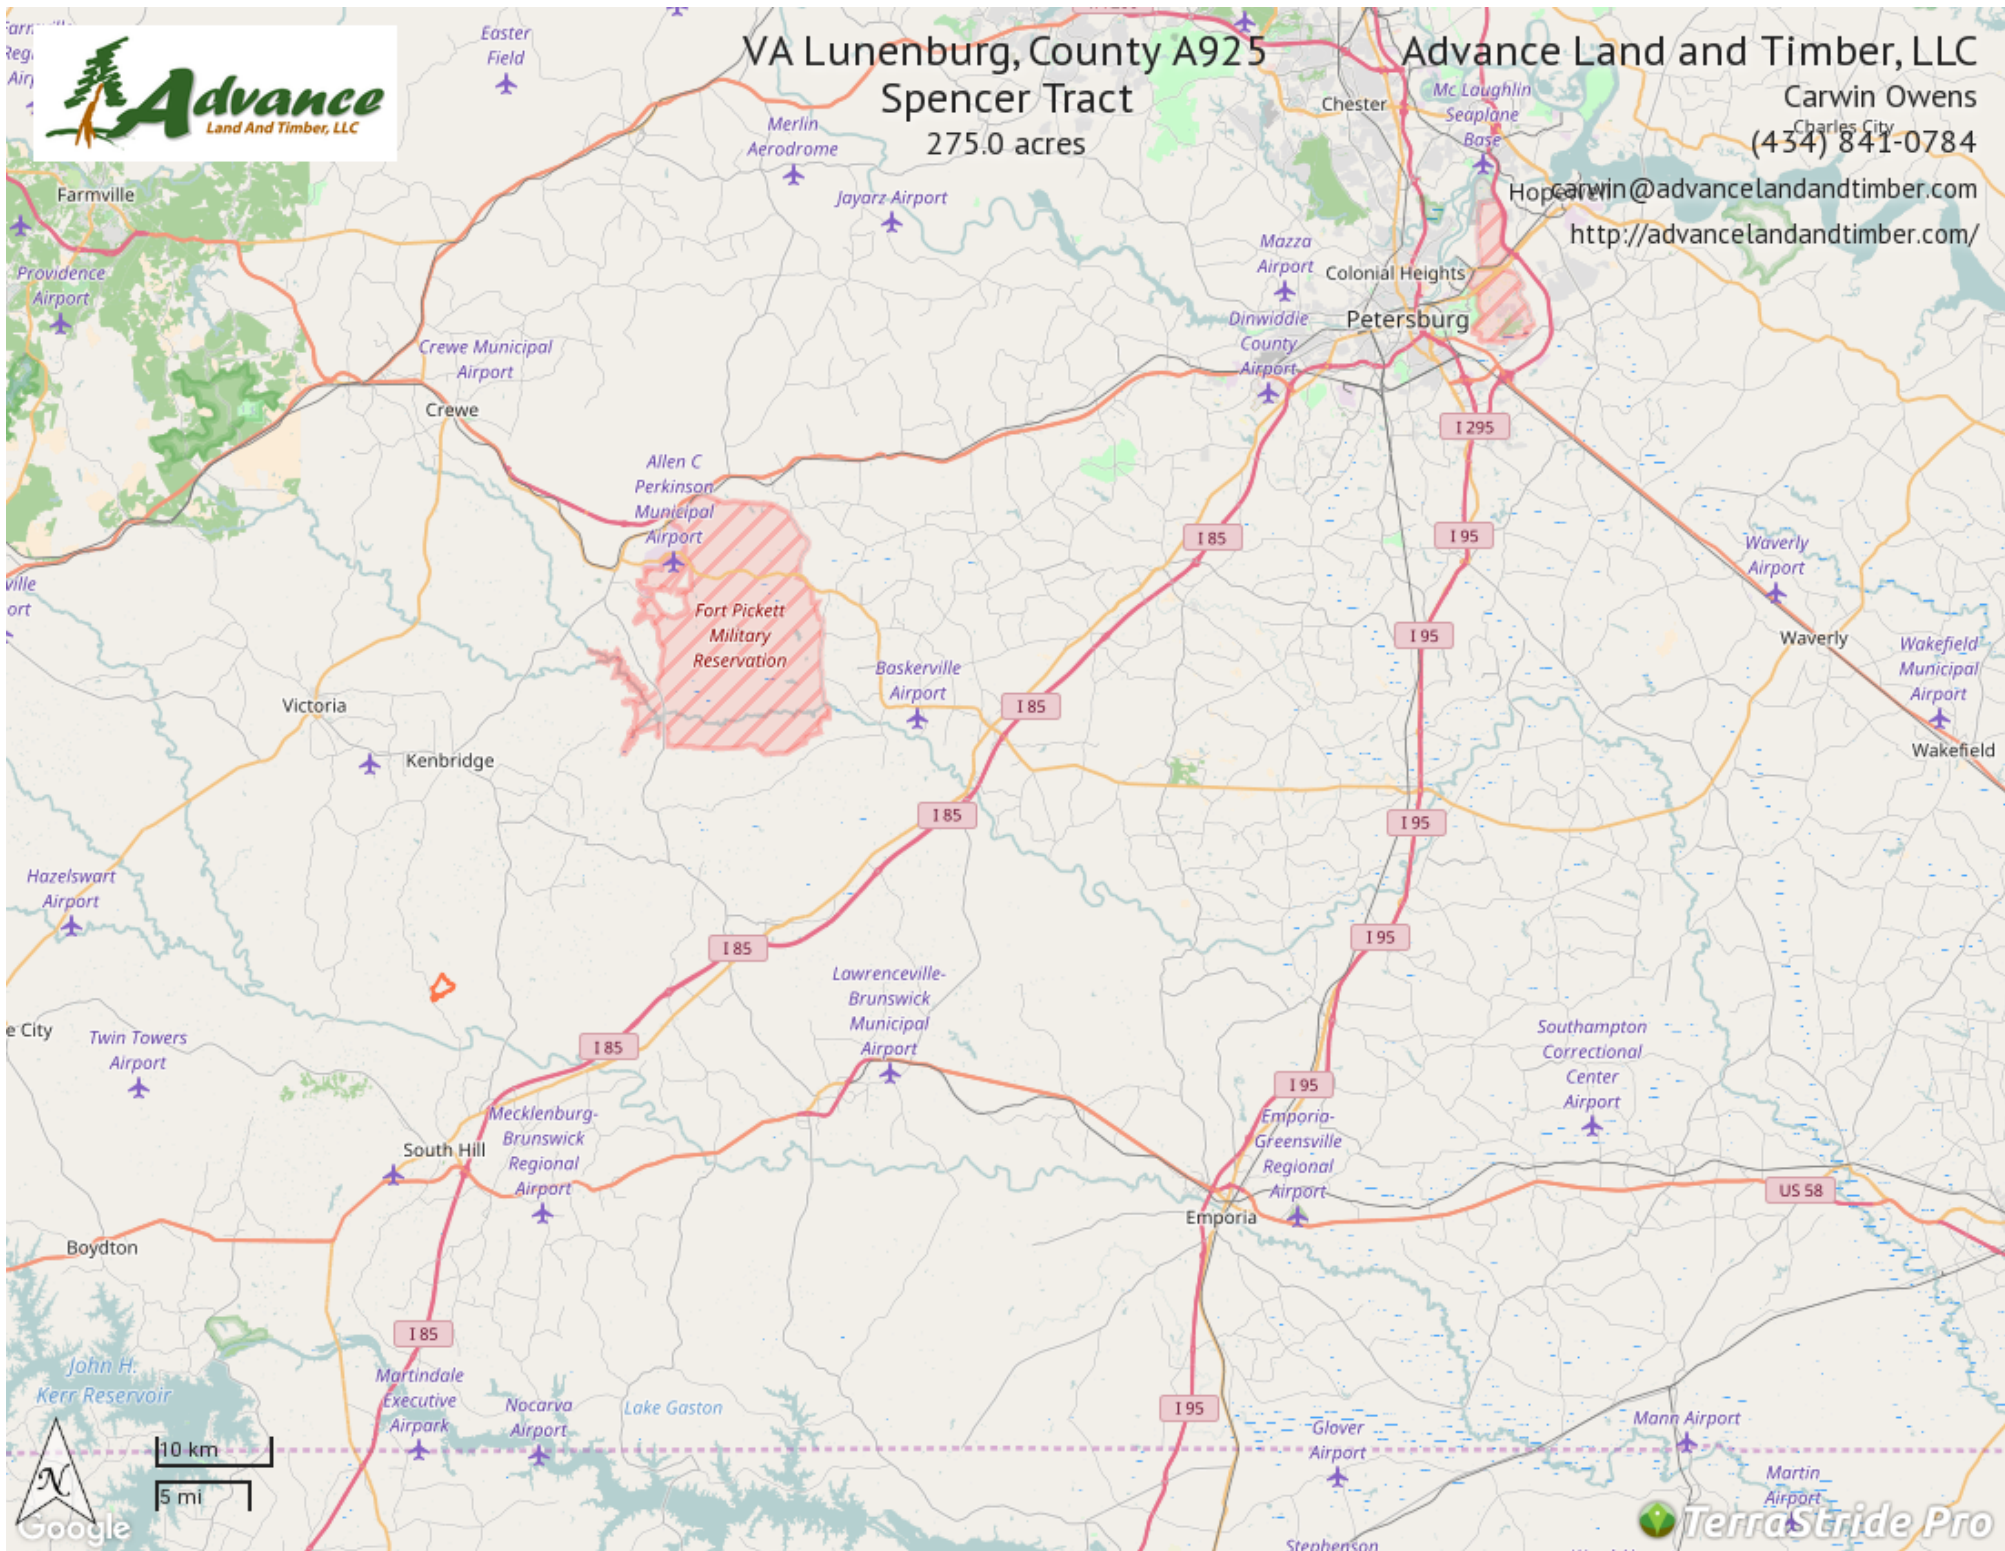 Advance
Land And Timber, LLC
VA Lunenburg, County A925
Spencer Tract
275.0 acres
Advance Land and Timber, LLC
Carwin Owens
(434) 841-0784
carwin@advancelandandtimber.com
http://advancelandandtimber.com/
Easter
Field
Merlin
Aerodrome
Jayarz Airport
Chester
Mc Laughlin
Seaplane
Base
Charles City
Farmville
Providence
Airport
Mazza
Airport
Colonial Heights
Petersburg
Dinwiddie
County
Airport
Crewe Municipal
Airport
Crewe
I 295
Allen C
Perkinson
Municipal
Airport
I 85
I 95
Waverly
Airport
ville
ort
Fort Pickett
Military
Reservation
I 95
Waverly
Wakefield
Municipal
Airport
Baskerville
Airport
Victoria
I 85
Wakefield
Kenbridge
I 85
I 95
Hazelswart
Airport
I 85
I 95
Lawrenceville-
Brunswick
Municipal
Airport
e City
Twin Towers
Airport
I 85
Southampton
Correctional
Center
Airport
I 95
Emporia-
Greensville
Regional
Airport
Mecklenburg-
Brunswick
Regional
Airport
South Hill
US 58
Emporia
Boydton
I 85
John H.
Kerr Reservoir
Martindale
Executive
Airpark
Nocarva
Airport
Lake Gaston
I 95
Glover
Airport
Mann Airport
Martin
Airport
10 km
5 mi
N
Google
TerraStride Pro
Stephenson